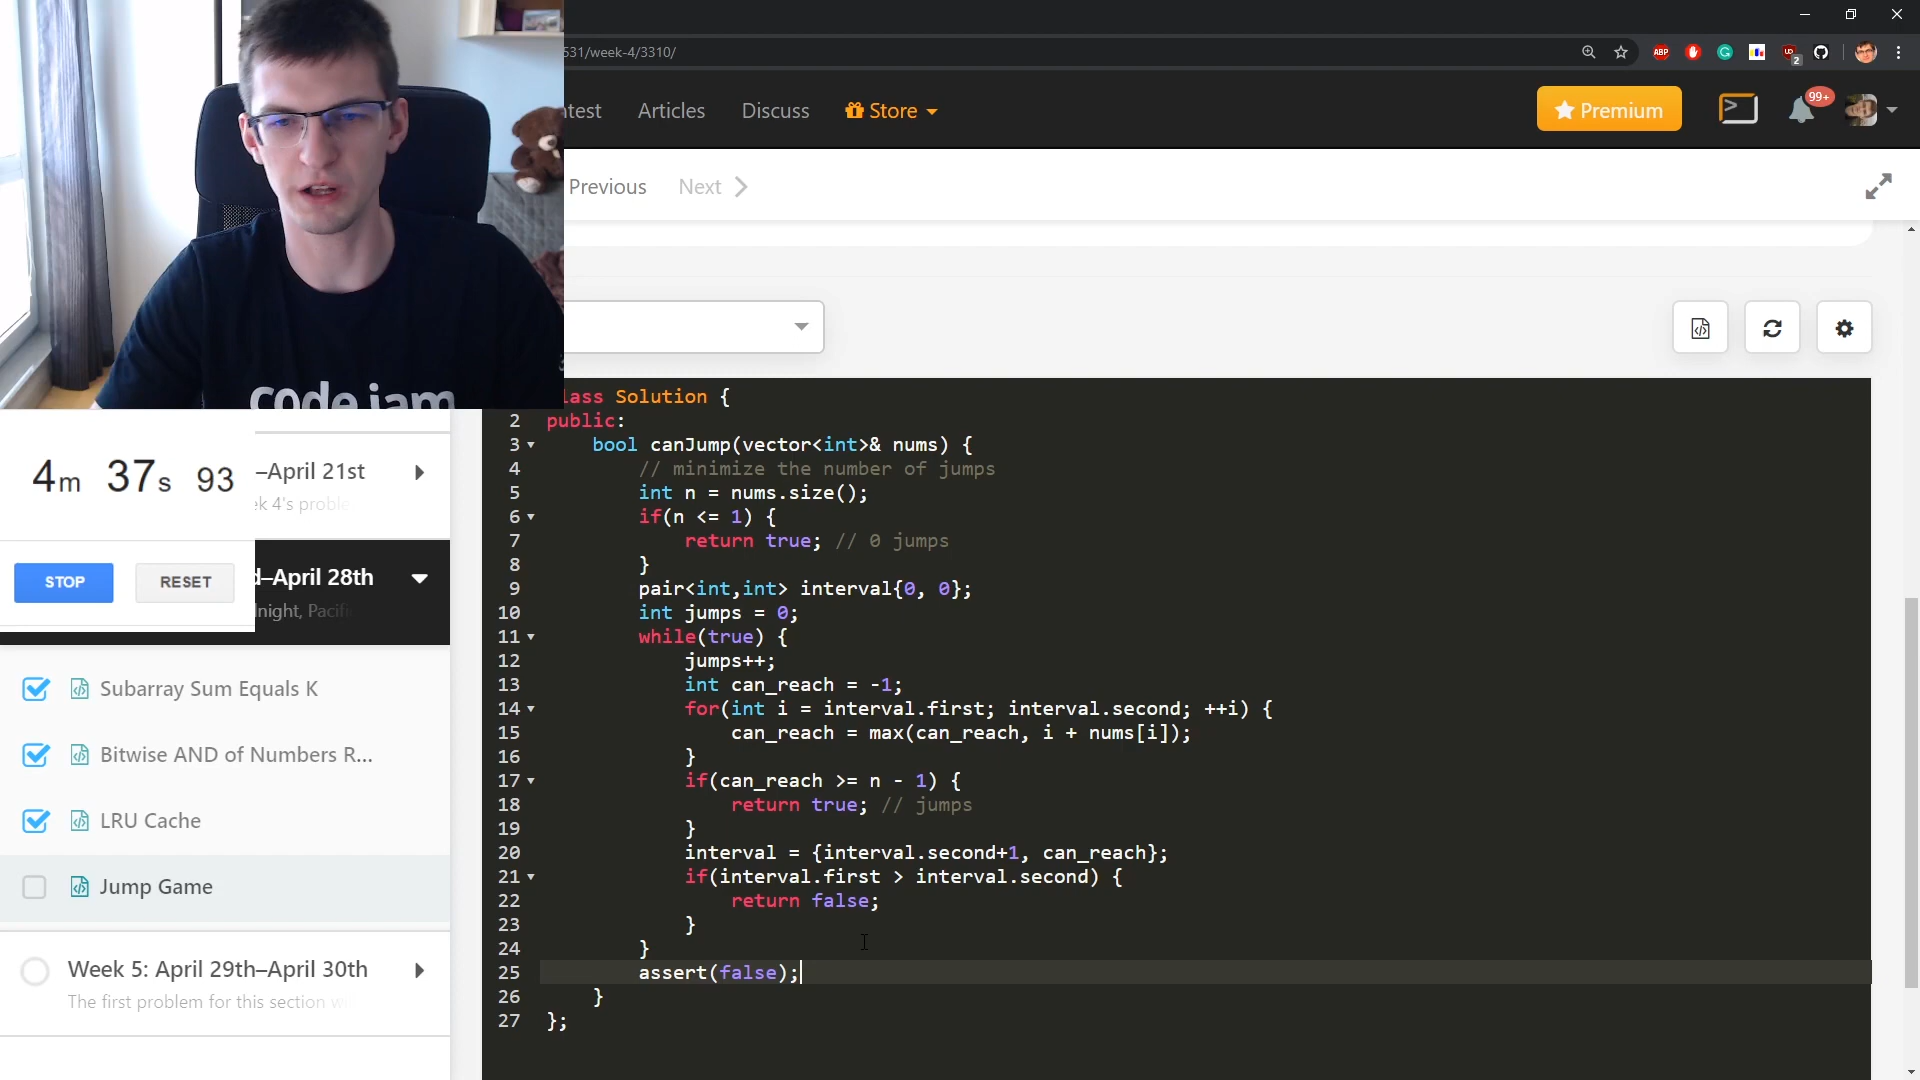 531/week-4/3310/
ABP
2
Articles
Discuss
Store
Premium
99+
Previous
Next
code jam
4m 37s 93
STOP
RESET
–April 21st
ek 4's proble
–April 28th
night, Pacifi
Subarray Sum Equals K
Bitwise AND of Numbers R...
LRU Cache
Jump Game
Week 5: April 29th–April 30th
The first problem for this section
lass Solution {
2 public:
3 bool canJump(vector<int>& nums) {
4 // minimize the number of jumps
5 int n = nums.size();
6 if(n <= 1) {
7 return true; // 0 jumps
8 }
9 pair<int,int> interval{0, 0};
10 int jumps = 0;
11 while(true) {
12 jumps++;
13 int can_reach = -1;
14 for(int i = interval.first; interval.second; ++i) {
15 can_reach = max(can_reach, i + nums[i]);
16 }
17 if(can_reach >= n - 1) {
18 return true; // jumps
19 }
20 interval = {interval.second+1, can_reach};
21 if(interval.first > interval.second) {
22 return false;
23 }
24 }
25 assert(false);
26 }
27 };